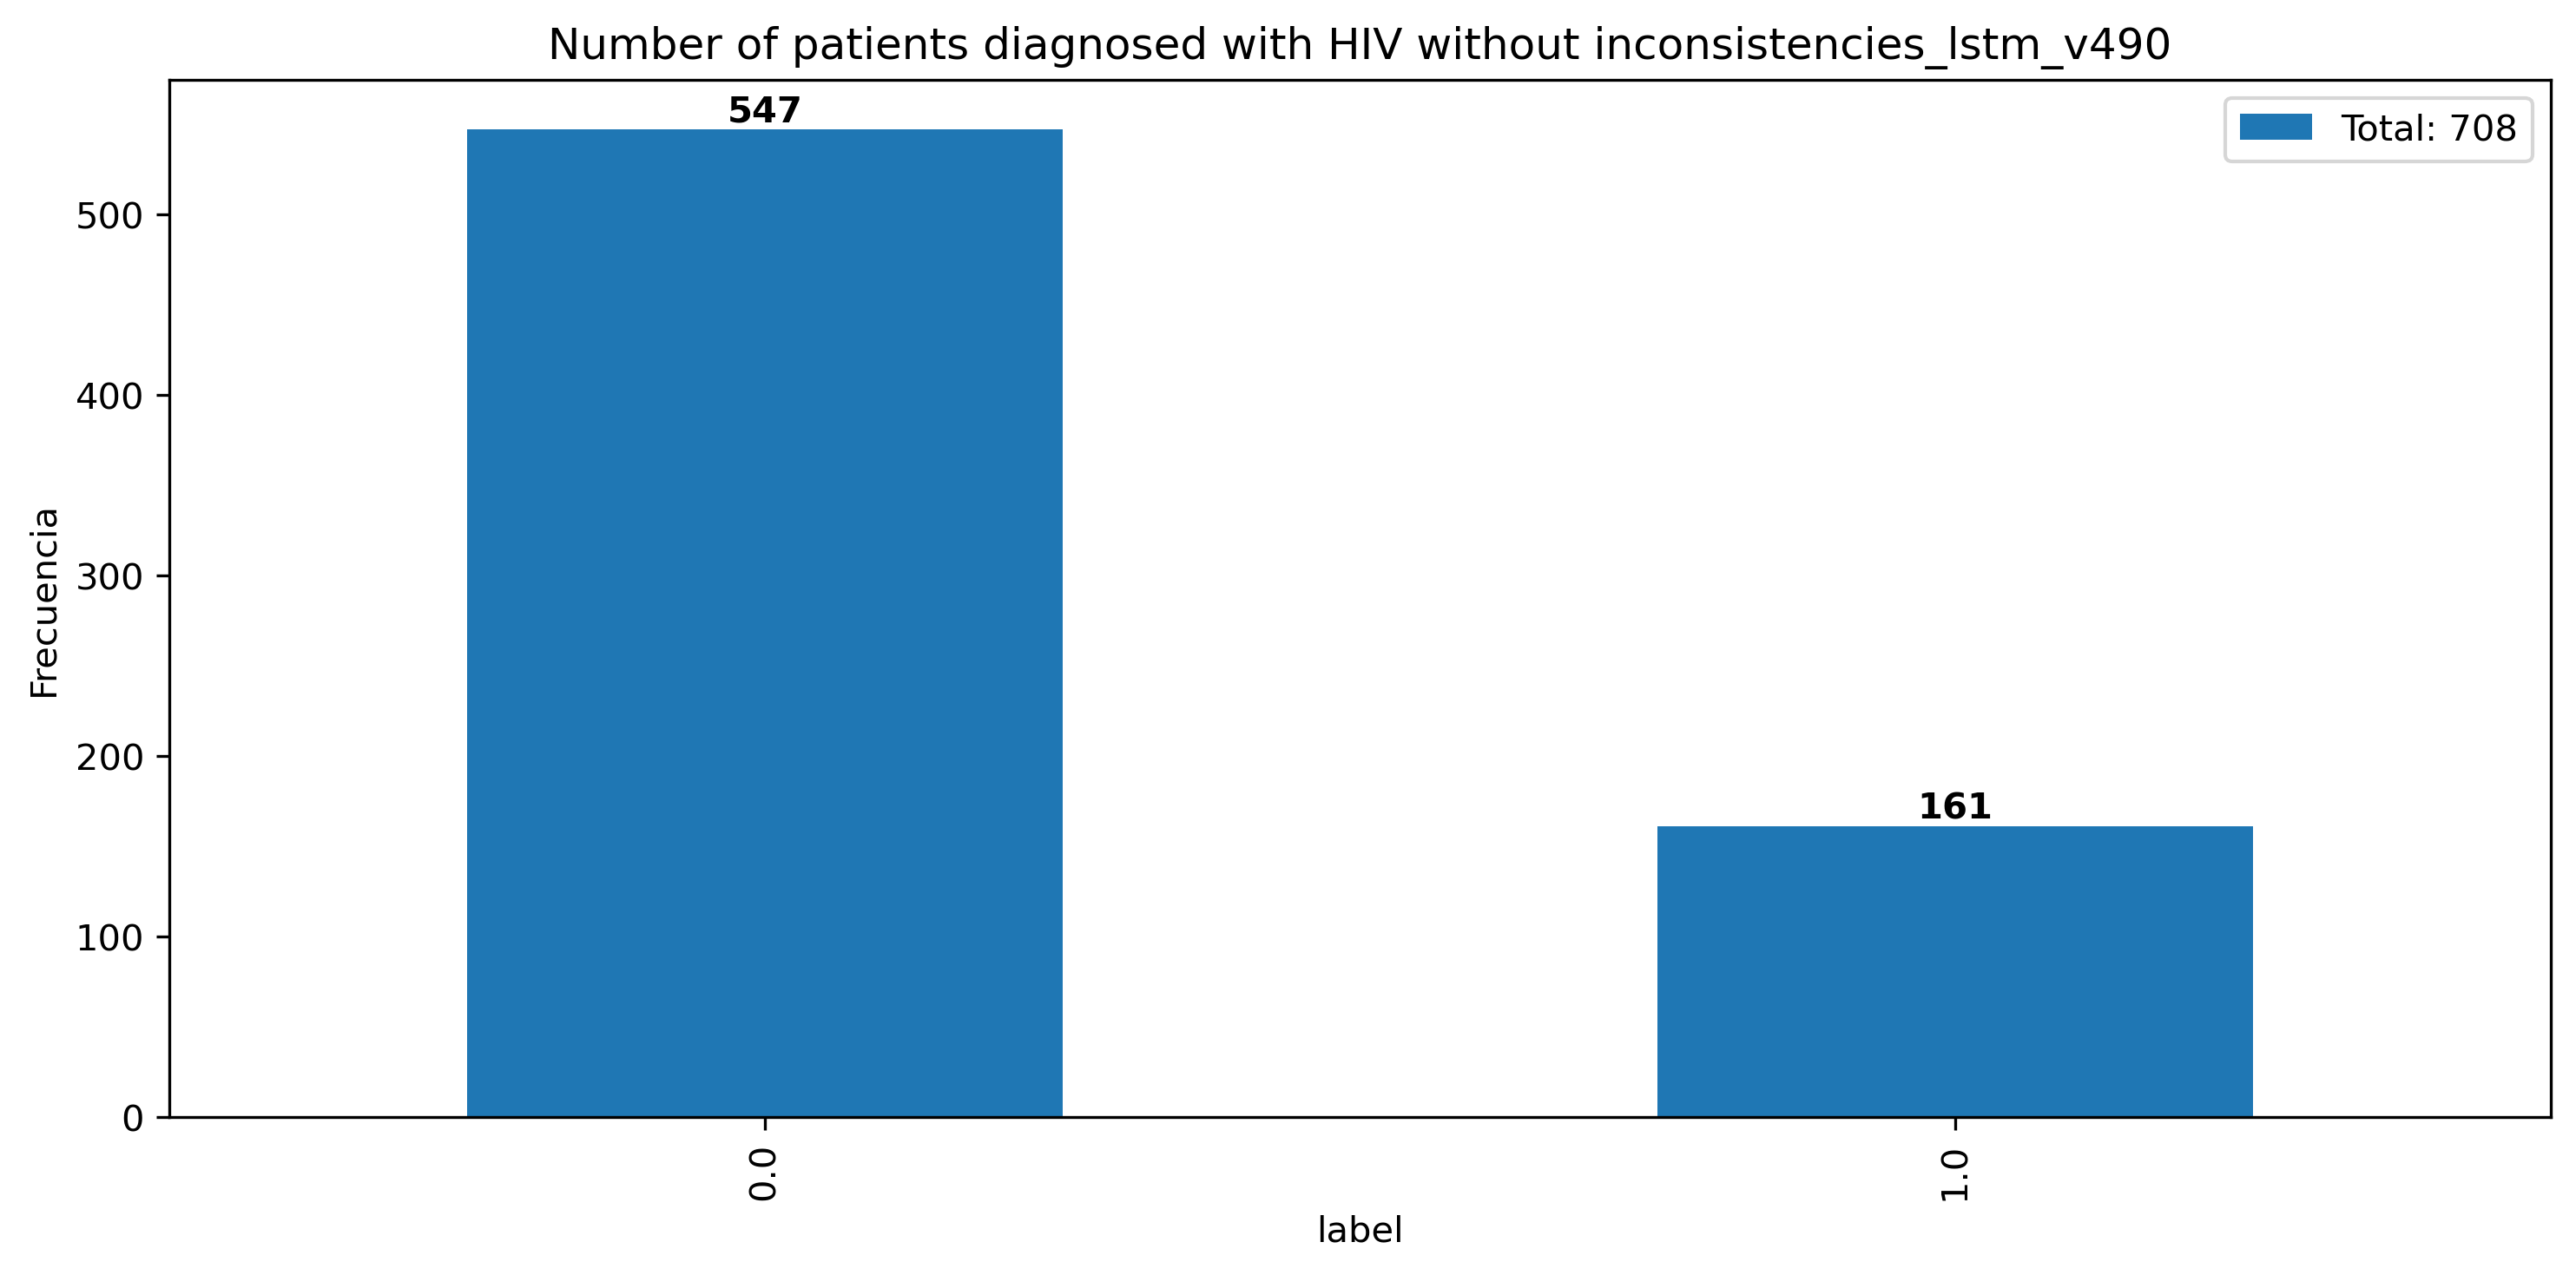 Number of patients diagnosed with HIV without inconsistencies_lstm_v490
547
Total: 708
500
400
300
200
161
100
0
Frecuencia
0.0
1.0
label